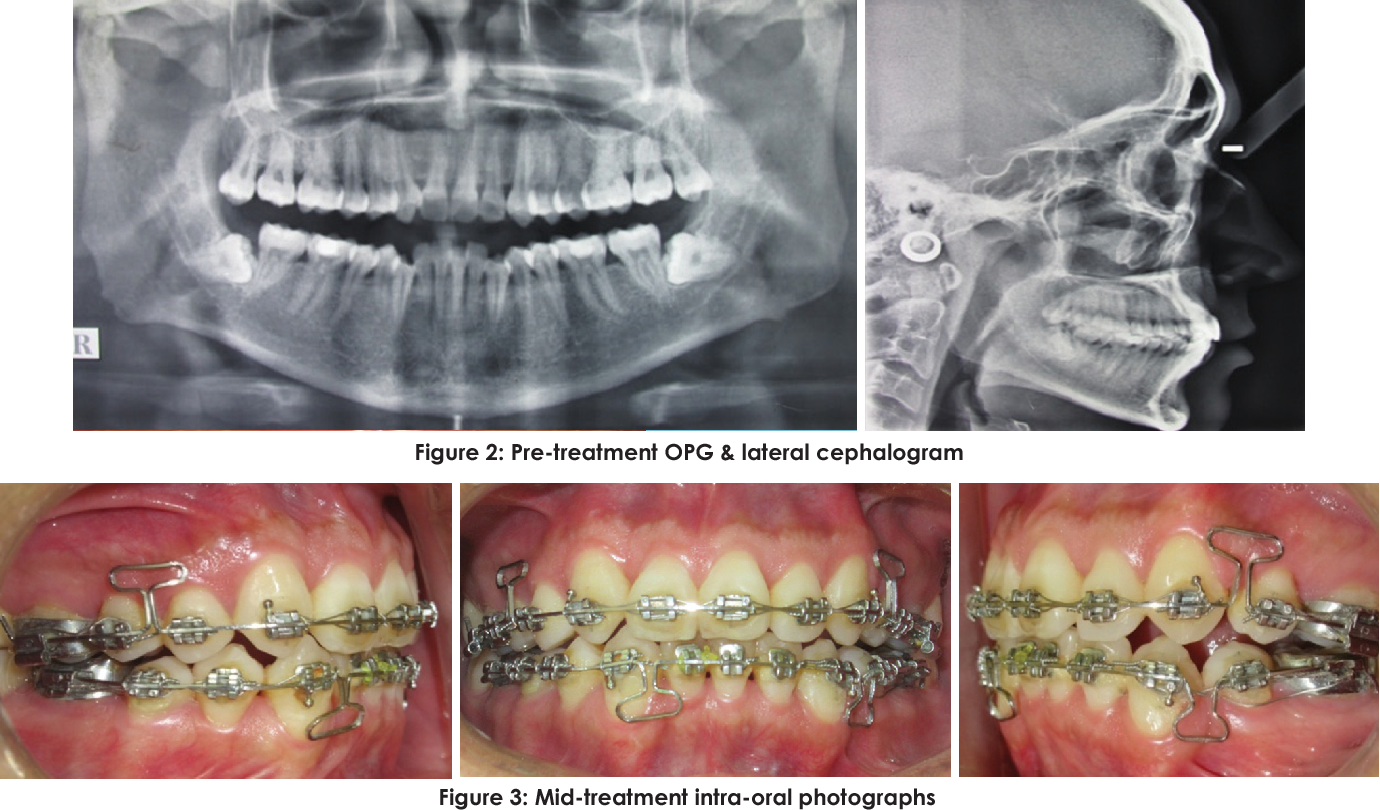 R
Figure 2: Pre-treatment OPG & lateral cephalogram
Figure 3: Mid-treatment intra-oral photographs